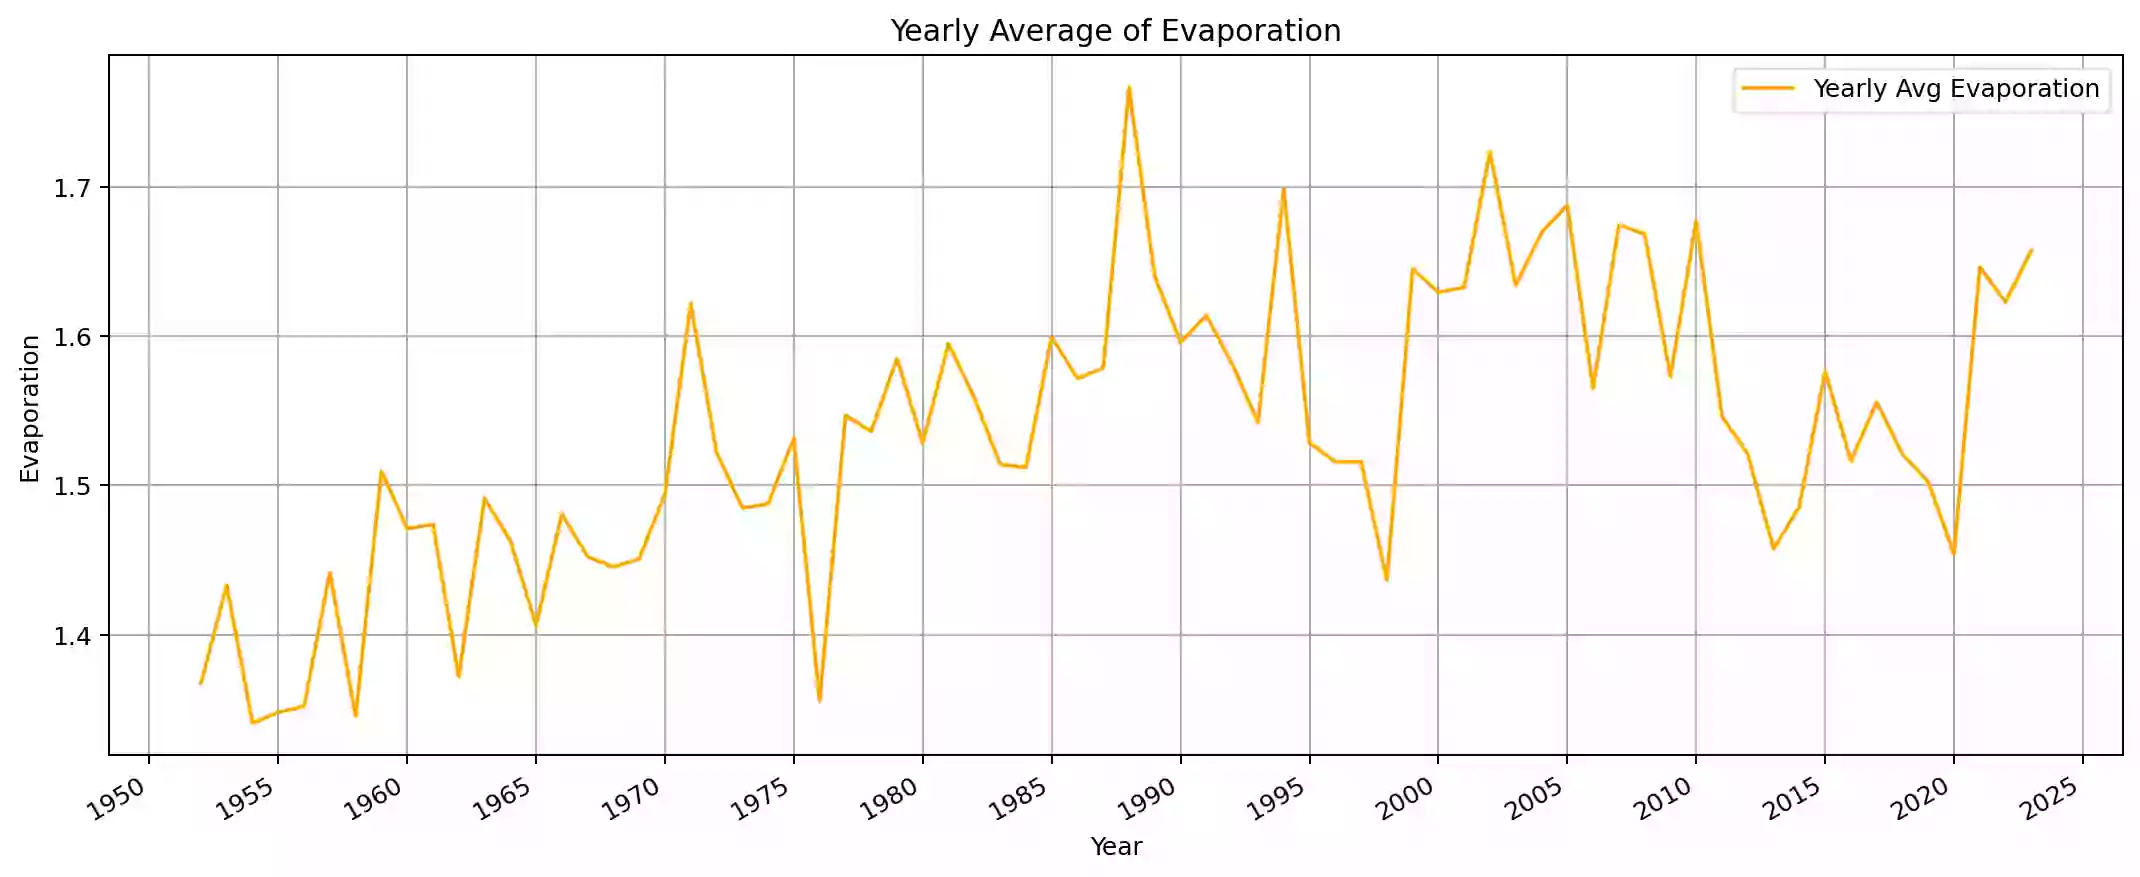 Yearly Average of Evaporation
Yearly Avg Evaporation
Evaporation
1.7
1.6
1.5
1.4
1950 1955 1960 1965 1970 1975 1980 1985 1990 1995 2000 2005 2010 2015 2020 2025
Year